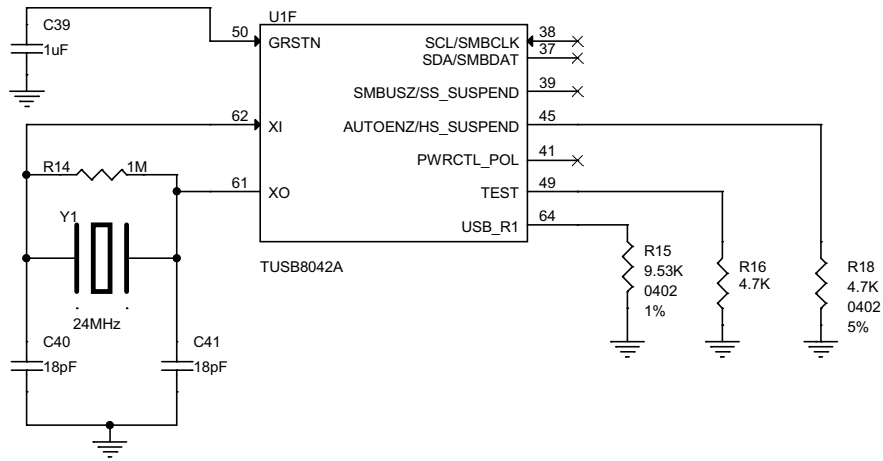 C39
1uF
U1F
50
GRSTN
SCL/SMBCLK
38
SDA/SMBDAT
37
SMBUSZ/SS_SUSPEND
39
62
XI
AUTOENZ/HS_SUSPEND
45
R14
1M
PWRCTL_POL
41
61
XO
TEST
49
Y1
USB_R1
64
TUSB8042A
R15
9.53K
0402
1%
R16
4.7K
R18
4.7K
0402
5%
24MHz
C40
18pF
C41
18pF